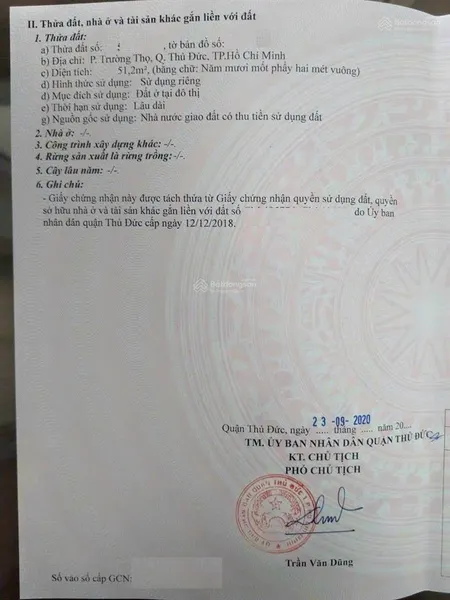 II. Thửa đất, nhà ở và tài sản khác gắn liền với đất
1. Thửa đất:
a) Thửa đất số: , tờ bản đồ số:
b) Địa chỉ: P. Trường Thọ, Q. Thủ Đức, TP.Hồ Chí Minh
c) Diện tích: 51,2m², (bằng chữ: Năm mươi mốt phẩy hai mét vuông)
d) Hình thức sử dụng: Sử dụng riêng
đ) Mục đích sử dụng: Đất ở tại đô thị
e) Thời hạn sử dụng: Lâu dài
g) Nguồn gốc sử dụng: Nhà nước giao đất có thu tiền sử dụng đất
2. Nhà ở: -/-
3. Công trình xây dựng khác: -/-
4. Rừng sản xuất là rừng trồng:-/-
5. Cây lâu năm: -/-
6. Ghi chú:
- Giấy chứng nhận này được tách thửa từ Giấy chứng nhận quyền sử dụng đất, quyền
sở hữu nhà ở và tài sản khác gắn liền với đất số do Ủy ban
nhân dân quận Thủ Đức cấp ngày 12/12/2018.
Batdongsan
23 -09- 2020
Quận Thủ Đức, ngày ..... tháng ..... năm 20....
TM. ỦY BAN NHÂN DÂN QUẬN THỦ ĐỨC
KT. CHỦ TỊCH
PHÓ CHỦ TỊCH
Trần Văn Dũng
Số vào sổ cấp GCN: